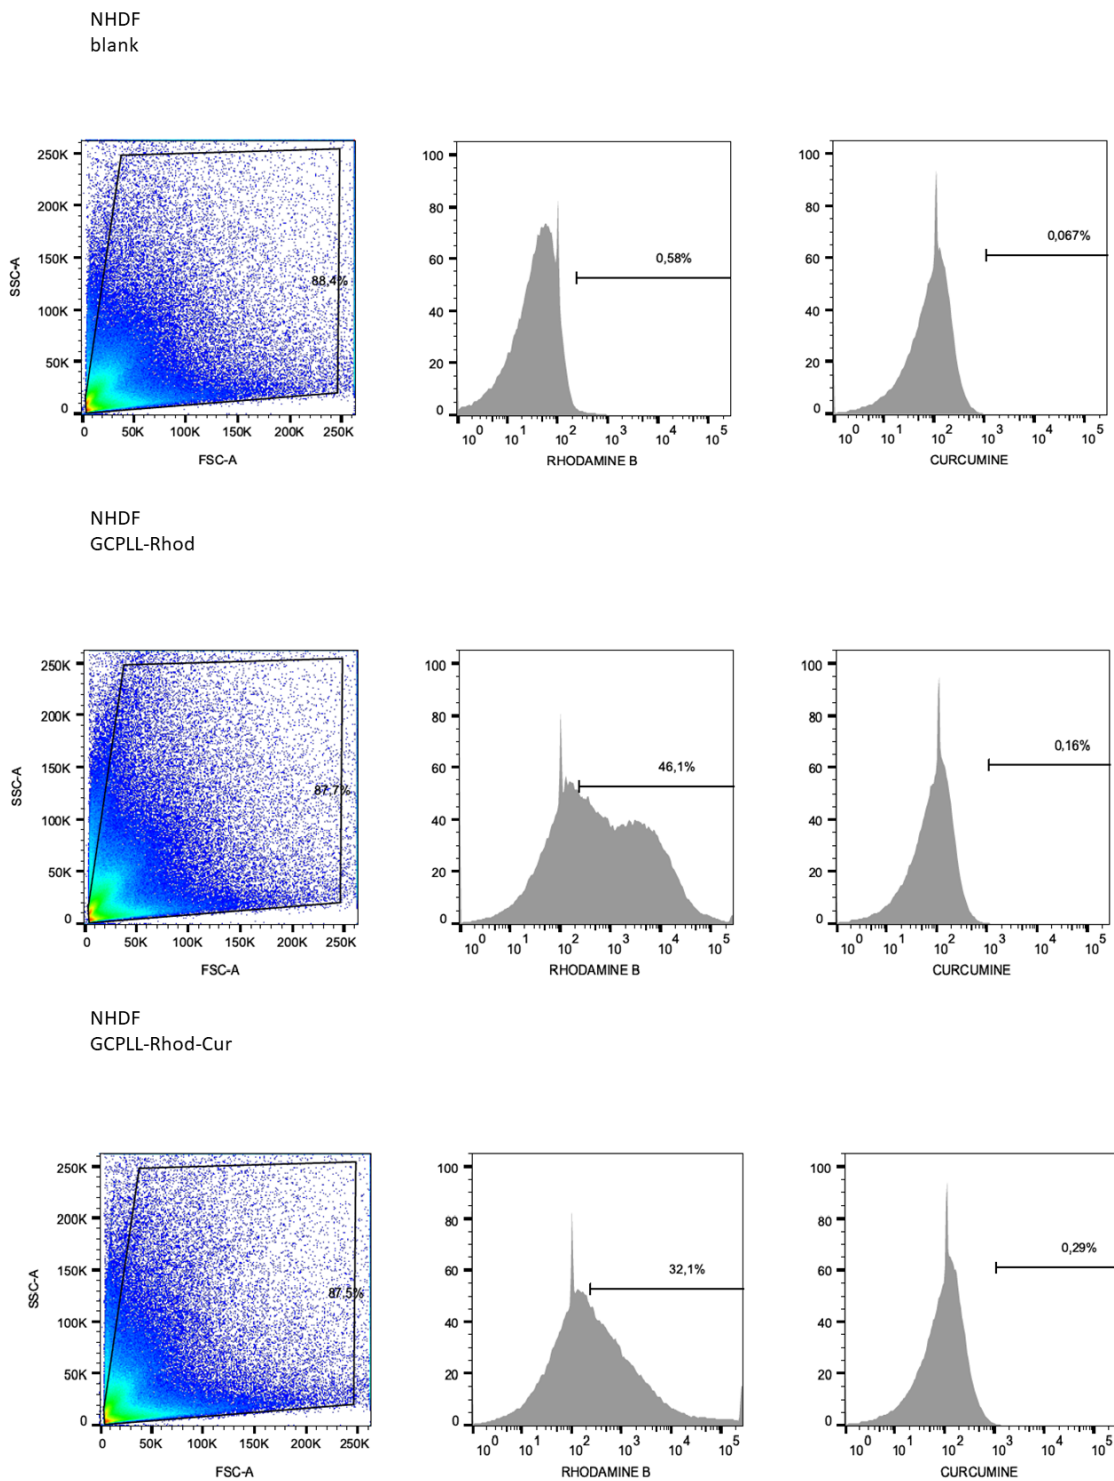 NHDF
blank
250K
200K
150K
100K
50K
0
SSC-A
88,4%
0 50K 100K 150K 200K 250K
FSC-A
100
80
60
40
20
0
0,58%
10^0 10^1 10^2 10^3 10^4 10^5
RHODAMINE B
100
80
60
40
20
0
0,067%
10^0 10^1 10^2 10^3 10^4 10^5
CURCUMINE
NHDF
GCPLL-Rhod
250K
200K
150K
100K
50K
0
SSC-A
87,7%
0 50K 100K 150K 200K 250K
FSC-A
100
80
60
40
20
0
46,1%
10^0 10^1 10^2 10^3 10^4 10^5
RHODAMINE B
100
80
60
40
20
0
0,16%
10^0 10^1 10^2 10^3 10^4 10^5
CURCUMINE
NHDF
GCPLL-Rhod-Cur
250K
200K
150K
100K
50K
0
SSC-A
87,5%
0 50K 100K 150K 200K 250K
FSC-A
100
80
60
40
20
0
32,1%
10^0 10^1 10^2 10^3 10^4 10^5
RHODAMINE B
100
80
60
40
20
0
0,29%
10^0 10^1 10^2 10^3 10^4 10^5
CURCUMINE